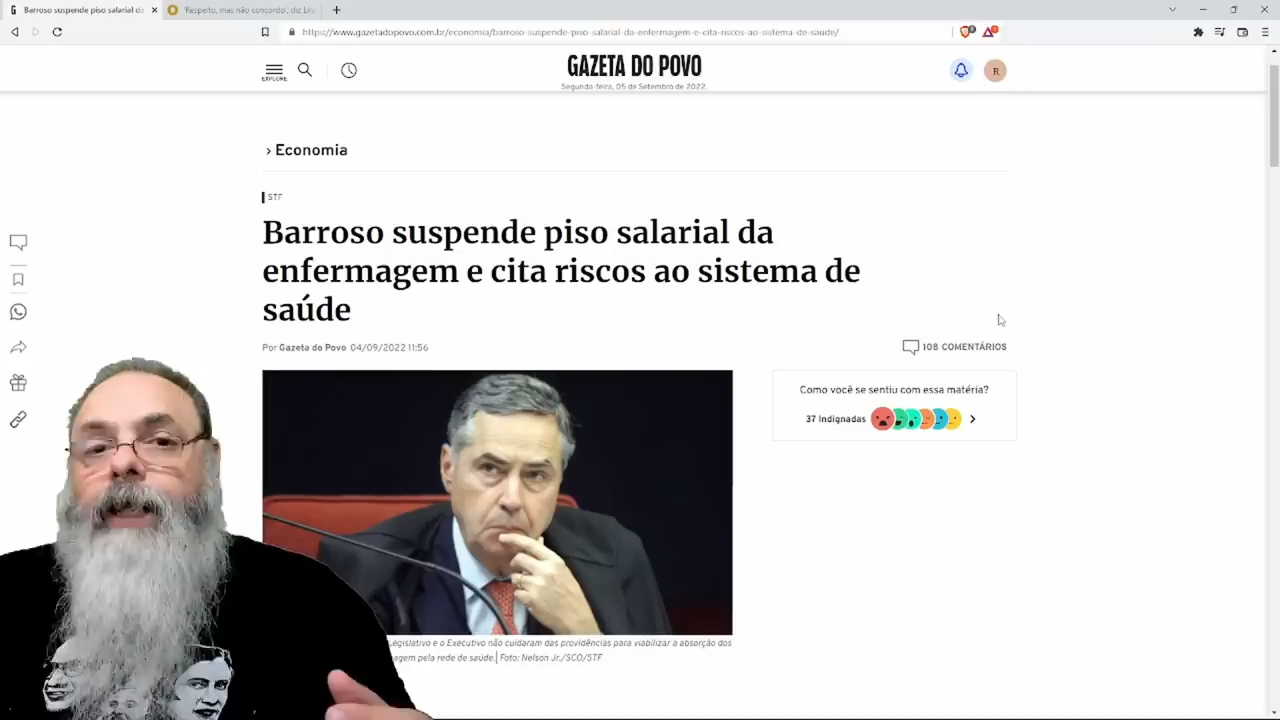 Barroso suspende piso salarial da
'Respeito, mas não concordo', diz Lira
https://www.gazetadopovo.com.br/economia/barroso-suspende-piso-salarial-da-enfermagem-e-cita-riscos-ao-sistema-de-saude/
EXPLORE
GAZETA DO POVO
Segunda-feira, 05 de Setembro de 2022.
R
› Economia
STF
Barroso suspende piso salarial da
enfermagem e cita riscos ao sistema de
saúde
Por Gazeta do Povo 04/09/2022 11:56
108 COMENTÁRIOS
Como você se sentiu com essa matéria?
37 Indignadas
Legislativo e o Executivo não cuidaram das providências para viabilizar a absorção dos
pela rede de saúde.| Foto: Nelson Jr./SCO/STF